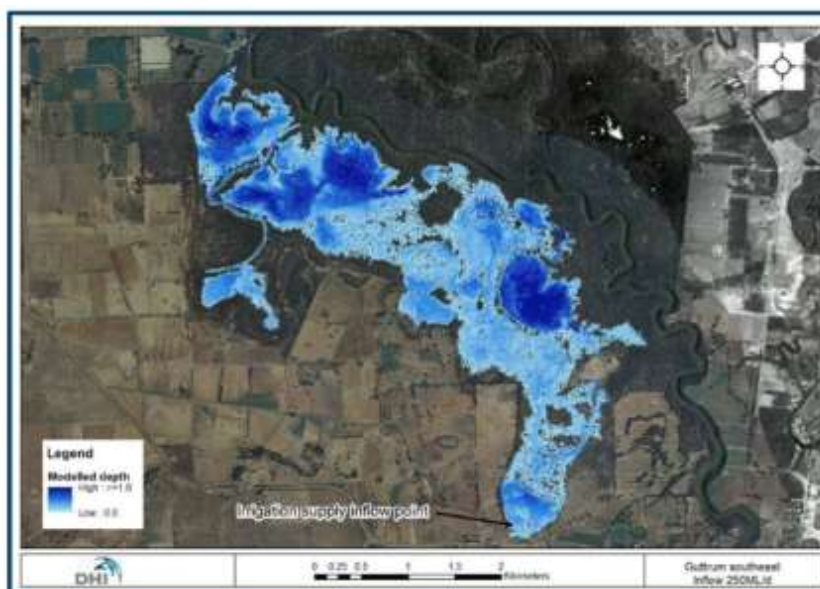 Legend
Modelled depth
High : >=1.0
Low : 0.0
Irrigation supply inflow point
DHI
0 0.25 0.5 1 1.5 2
Kilometers
Guttrum southeast
Inflow 250ML/d